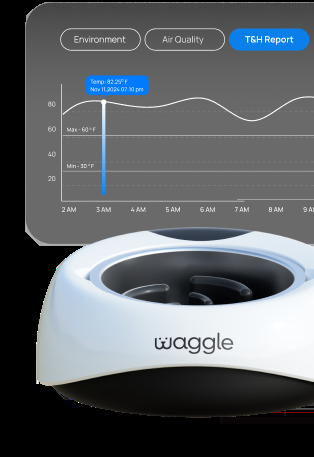 Environment
Air Quality
T&H Report
Temp: 82.25°F
Nov 11,2024 07:10 pm
80
60
Max - 60 °F
40
Min - 30 °F
20
2 AM
3 AM
4 AM
5 AM
6 AM
7 AM
8 AM
9 A
waggle